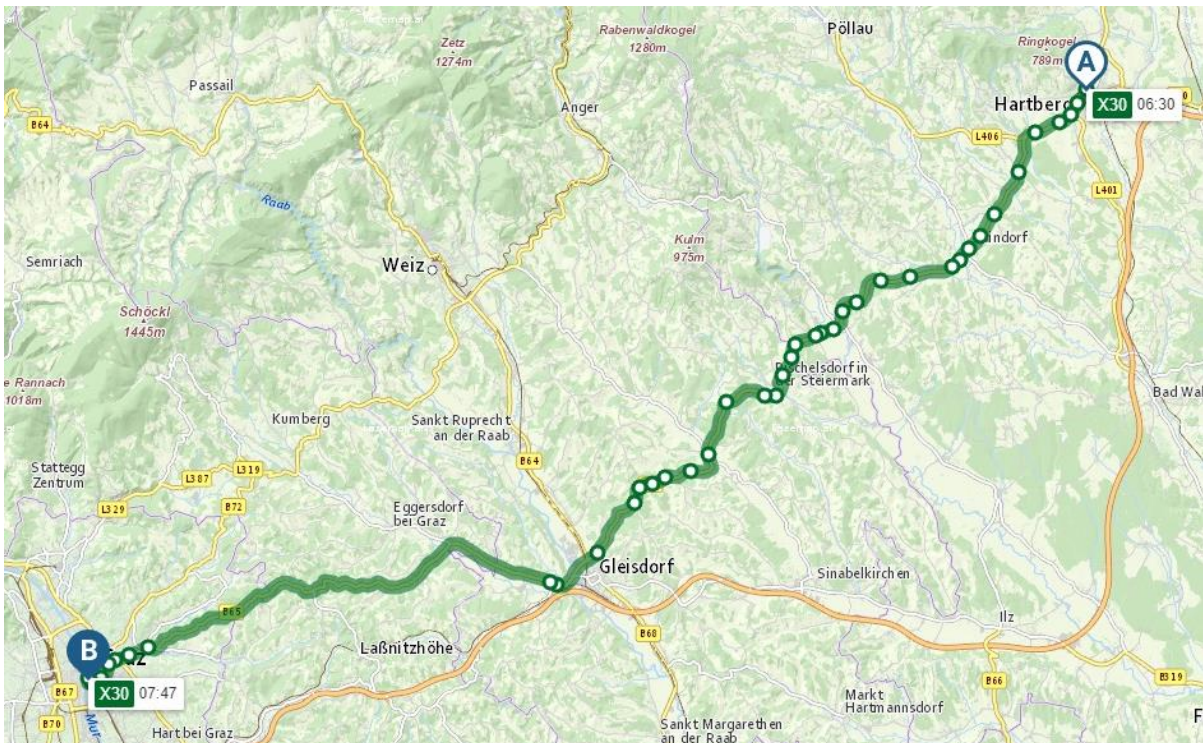 Pöllau
Rabenwaldkogel
1280m
Ringkogel
789m
Zetz
1274m
A
Passail
Anger
Hartberg
X30 06:30
B64
L406
L401
Raab
Kulm
975m
Semriach
Weiz
Schöckl
1445m
Rannach
1018m
Kumberg
Sankt Ruprecht
an der Raab
der Steiermark
Bad Wal
B64
Stattegg
Zentrum
L387
L319
L329
B72
Eggersdorf
bei Graz
Gleisdorf
Sinabelkirchen
B65
Ilz
B68
Laßnitzhöhe
B
X30 07:47
B67
B66
B319
B70
Mur
Hart bei Graz
Markt
Hartmannsdorf
Sankt Margarethen
an der Raab
F